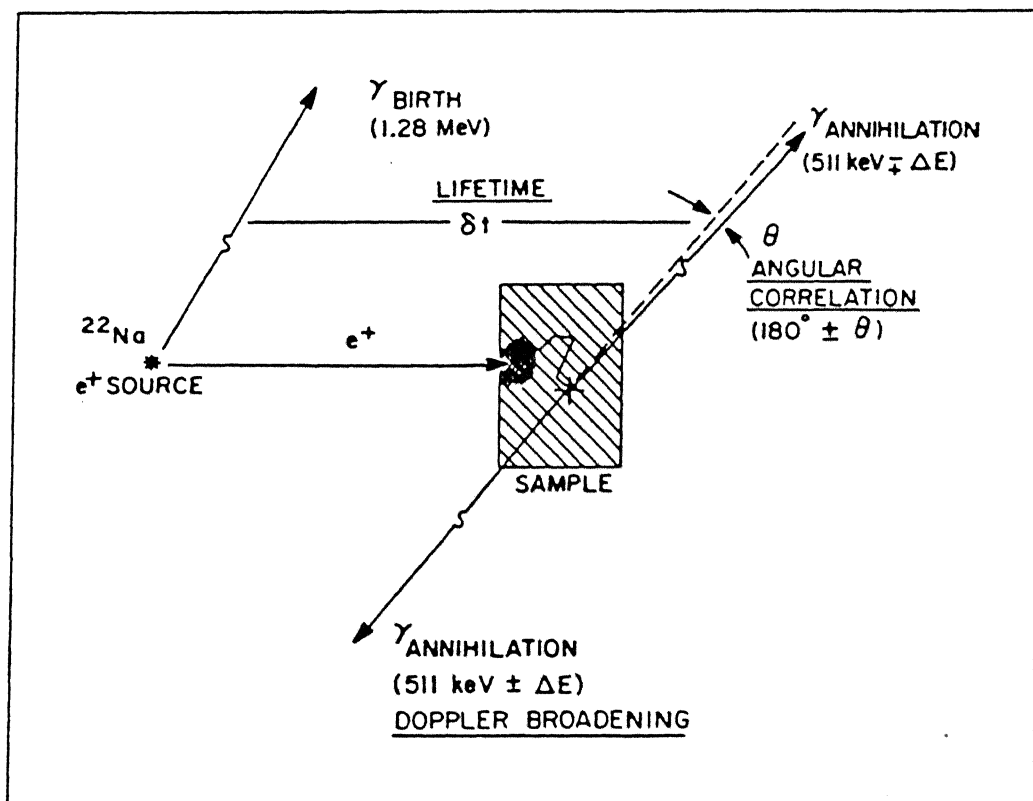 γ BIRTH
(1.28 MeV)
γ ANNIHILATION
(511 keV ∓ ΔE)
LIFETIME
δt
θ
ANGULAR
CORRELATION
(180° ± θ)
²²Na
e⁺
e⁺ SOURCE
SAMPLE
γ ANNIHILATION
(511 keV ± ΔE)
DOPPLER BROADENING